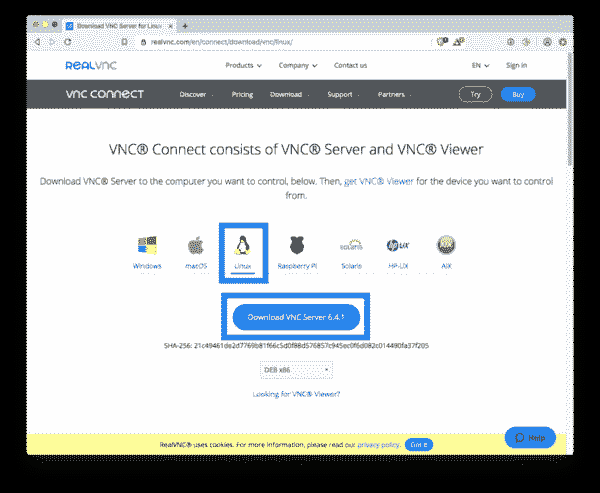 Download VNC Server for Linux
realvnc.com/en/connect/download/vnc/linux/
REALVNC Products Company Contact us EN Sign in
VNC CONNECT Discover Pricing Download Support Partners Try Buy
VNC® Connect consists of VNC® Server and VNC® Viewer
Download VNC® Server to the computer you want to control, below. Then, get VNC® Viewer for the device you want to control
from.
Windows macOS Linux Raspberry Pi Solaris HP-UX AIX
Download VNC Server 6.4.1
SHA-256:
DEB x86
Looking for VNC® Viewer?
RealVNC® uses cookies. For more information, please read our privacy policy. Got it
Help